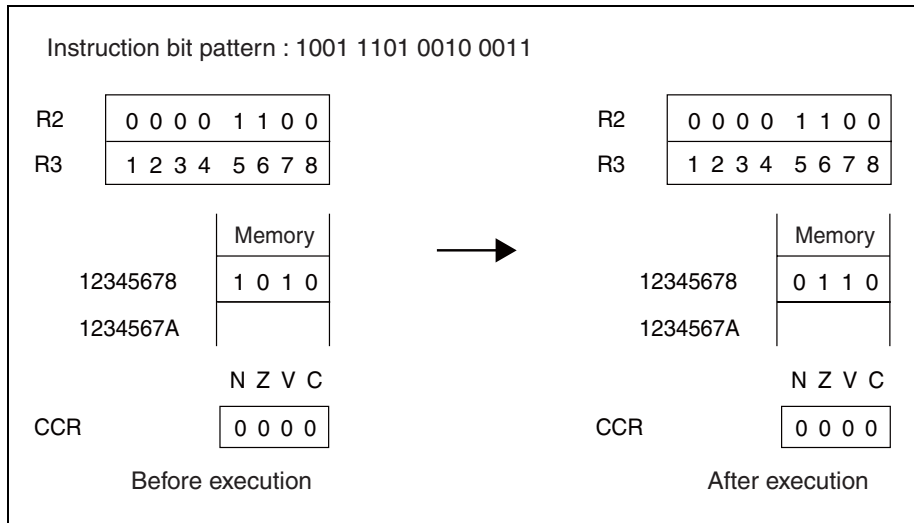 Instruction bit pattern : 1001 1101 0010 0011
R2 0 0 0 0 1 1 0 0 R2 0 0 0 0 1 1 0 0
R3 1 2 3 4 5 6 7 8 R3 1 2 3 4 5 6 7 8
Memory Memory
12345678 1 0 1 0 12345678 0 1 1 0
1234567A 1234567A
N Z V C N Z V C
CCR 0 0 0 0 CCR 0 0 0 0
Before execution After execution